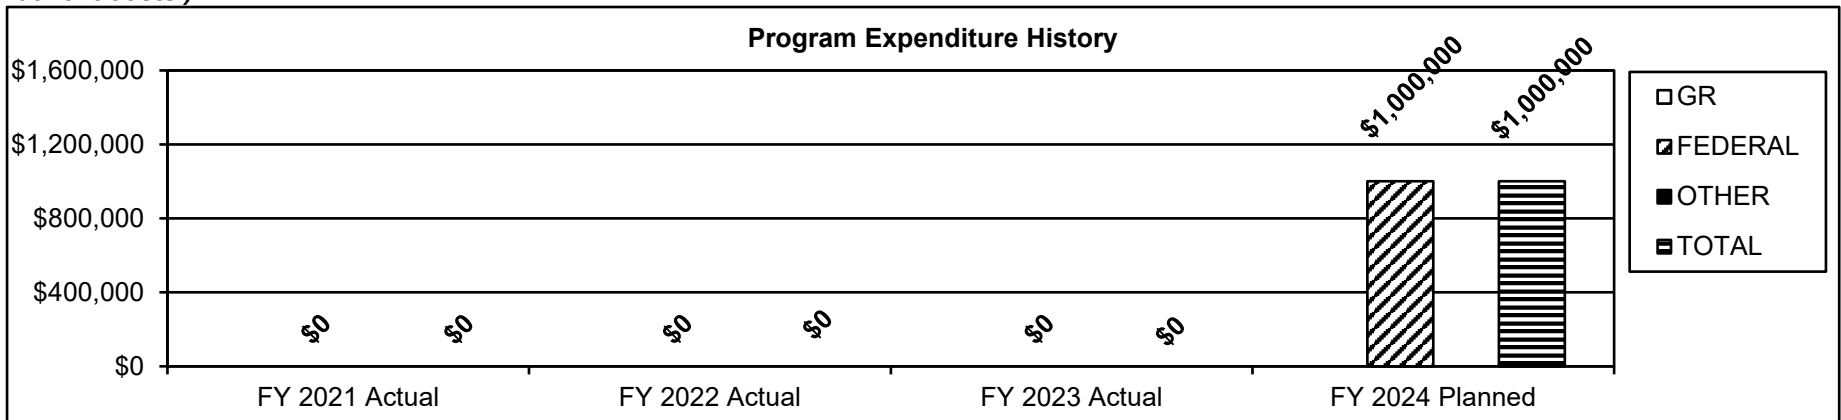 Program Expenditure History
$1,000,000 $1,000,000
$1,600,000
$1,200,000
$800,000
$400,000
$0
$0 $0 $0 $0 $0 $0
FY 2021 Actual FY 2022 Actual FY 2023 Actual FY 2024 Planned
GR
FEDERAL
OTHER
TOTAL